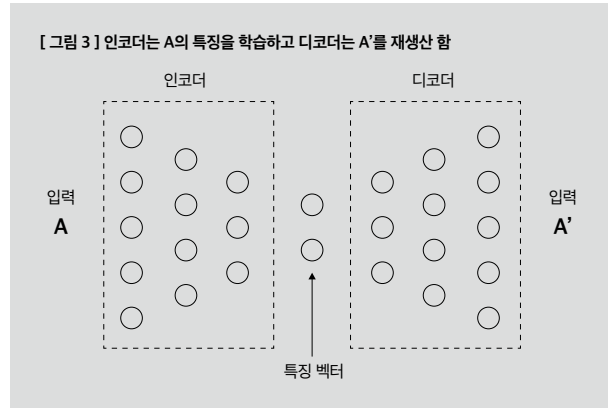 [ 그림 3 ] 인코더는 A의 특징을 학습하고 디코더는 A’를 재생산 함
인코더
디코더
입력
A
입력
A’
특징 벡터